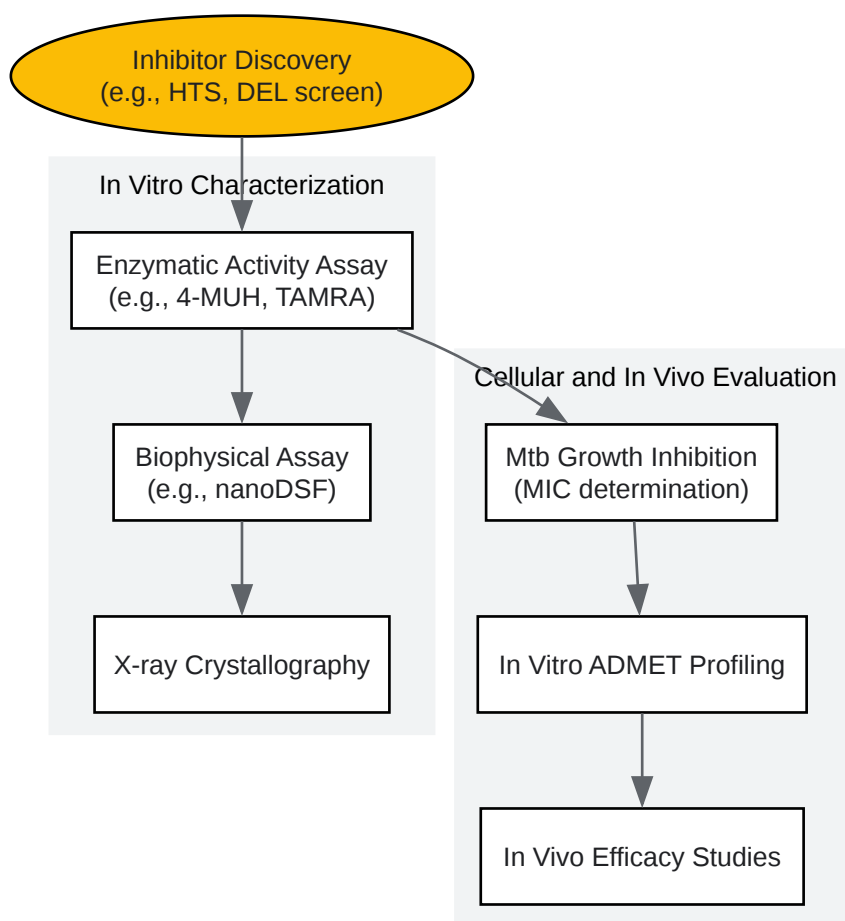 Inhibitor Discovery
(e.g., HTS, DEL screen)
In Vitro Characterization
Enzymatic Activity Assay
(e.g., 4-MUH, TAMRA)
Biophysical Assay
(e.g., nanoDSF)
X-ray Crystallography
Cellular and In Vivo Evaluation
Mtb Growth Inhibition
(MIC determination)
In Vitro ADMET Profiling
In Vivo Efficacy Studies